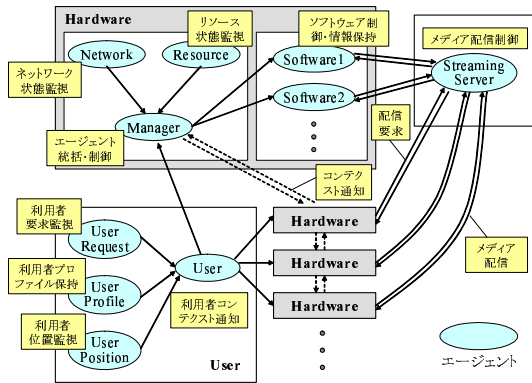 Hardware
リソース
状態監視
ソフトウェア制
御・情報保持
メディア配信制御
Network
Resource
Software1
Streaming
Server
ネットワーク
状態監視
Software2
Manager
エージェント
統括・制御
配信
要求
コンテク
スト通知
利用者
要求監視
User
Request
Hardware
利用者プロ
ファイル保持
User
Profile
User
Hardware
メディア
配信
利用者
位置監視
User
Position
利用者コン
テクスト通知
Hardware
User
エージェント